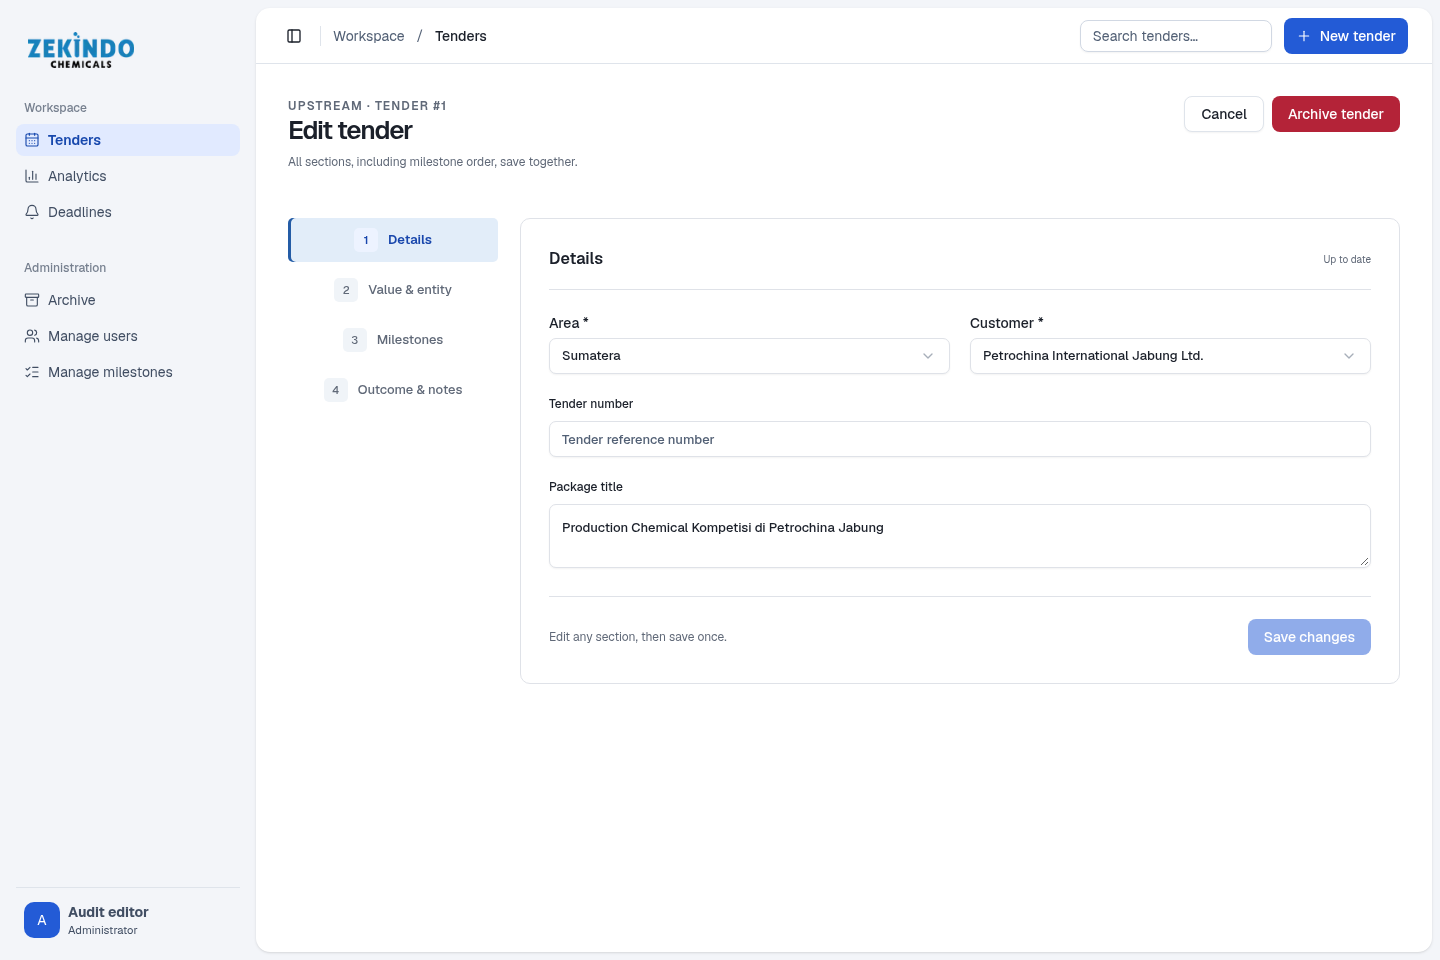 ZEKINDO
CHEMICALS
Workspace
Tenders
Analytics
Deadlines
Administration
Archive
Manage users
Manage milestones
A
Audit editor
Administrator
Workspace / Tenders
Search tenders...
New tender
UPSTREAM · TENDER #1
Edit tender
All sections, including milestone order, save together.
Cancel
Archive tender
1 Details
2 Value & entity
3 Milestones
4 Outcome & notes
Details
Up to date
Area *
Sumatera
Customer *
Petrochina International Jabung Ltd.
Tender number
Tender reference number
Package title
Production Chemical Kompetisi di Petrochina Jabung
Edit any section, then save once.
Save changes